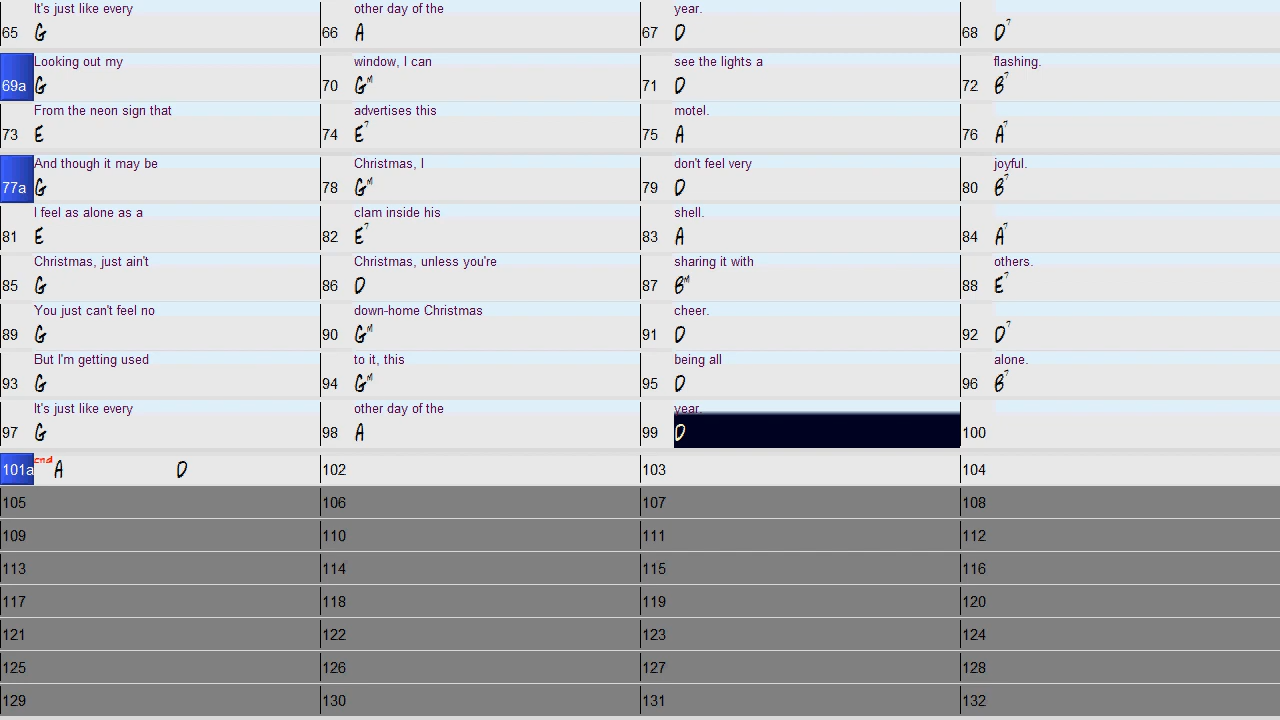 It's just like every other day of the year.
65 G 66 A 67 D 68 D7
Looking out my window, I can see the lights a flashing.
69a G 70 Gm 71 D 72 B7
From the neon sign that advertises this motel.
73 E 74 E7 75 A 76 A7
And though it may be Christmas, I don't feel very joyful.
77a G 78 Gm 79 D 80 B7
I feel as alone as a clam inside his shell.
81 E 82 E7 83 A 84 A7
Christmas, just ain't Christmas, unless you're sharing it with others.
85 G 86 D 87 Bm 88 E7
You just can't feel no down-home Christmas cheer.
89 G 90 Gm 91 D 92 D7
But I'm getting used to it, this being all alone.
93 G 94 Gm 95 D 96 B7
It's just like every other day of the year.
97 G 98 A 99 D 100
101a end A D 102 103 104
105 106 107 108
109 110 111 112
113 114 115 116
117 118 119 120
121 122 123 124
125 126 127 128
129 130 131 132